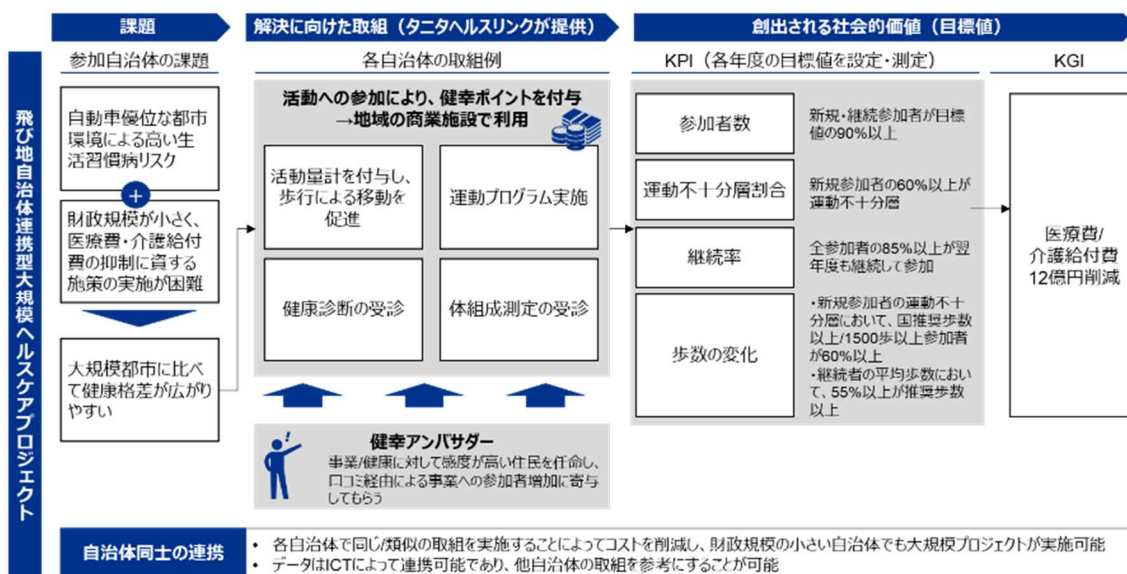 課題
解決に向けた取組（タニタヘルスリンクが提供）
創出される社会的価値（目標値）
飛び地自治体連携型大規模ヘルスケアプロジェクト
参加自治体の課題
自動車優位な都市
環境による高い生
活習慣病リスク
+
財政規模が小さく、
医療費・介護給付
費の抑制に資する
施策の実施が困難
大規模都市に比べ
て健康格差が広がり
やすい
各自治体の取組例
活動への参加により、健幸ポイントを付与
→地域の商業施設で利用
活動量計を付与し、
歩行による移動を
促進
運動プログラム実施
健康診断の受診
体組成測定の受診
健幸アンバサダー
事業/健康に対して感度が高い住民を任命し、
口コミ経由による事業への参加者増加に寄与
してもらう
KPI（各年度の目標値を設定・測定）
参加者数
新規・継続参加者が目標
値の90%以上
運動不十分層割合
新規参加者の60%以上が
運動不十分層
継続率
全参加者の85%以上が翌
年度も継続して参加
歩数の変化
・新規参加者の運動不十
分層において、国推奨歩数
以上/1500歩以上参加者
が60%以上
・継続者の平均歩数におい
て、55%以上が推奨歩数
以上
KGI
医療費/
介護給付費
12億円削減
自治体同士の連携
• 各自治体で同じ/類似の取組を実施することによってコストを削減し、財政規模の小さい自治体でも大規模プロジェクトが実施可能
• データはICTによって連携可能であり、他自治体の取組を参考にすることが可能